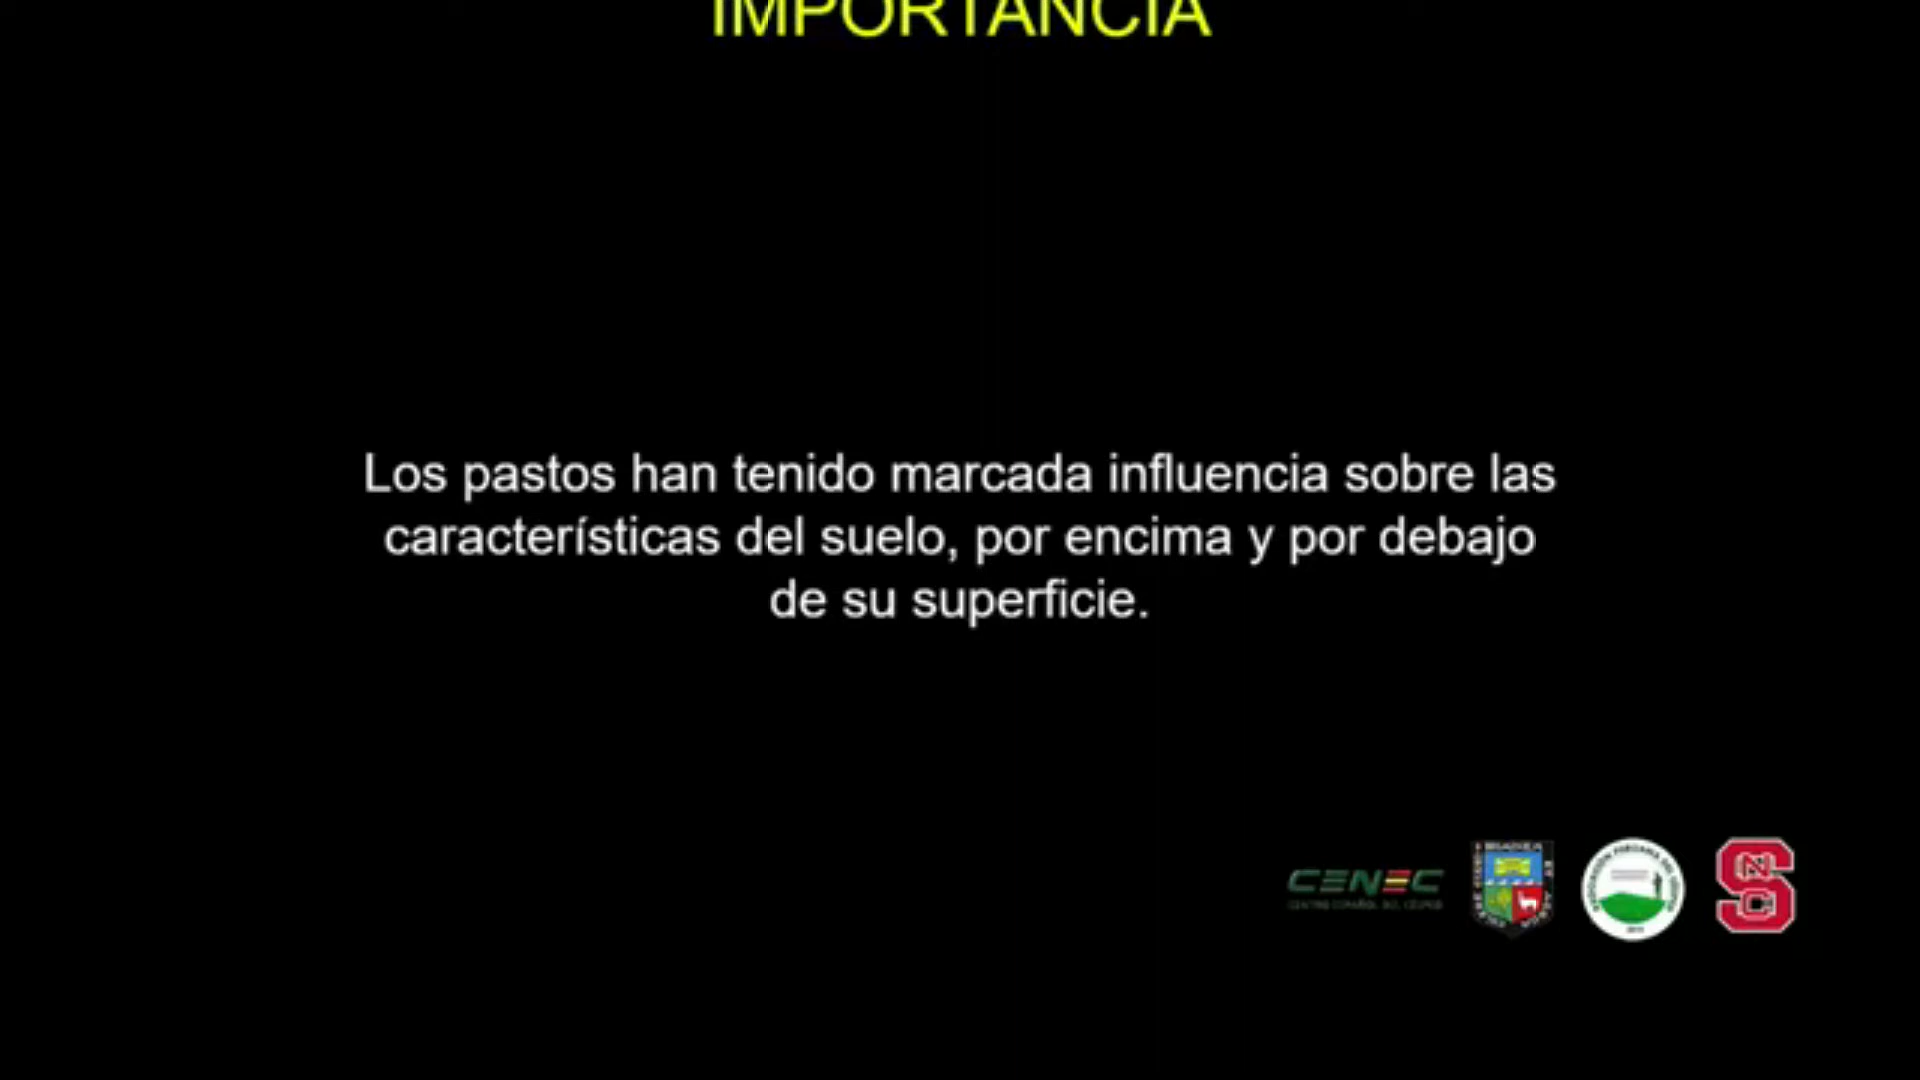 IMPORTANCIA
Los pastos han tenido marcada influencia sobre las
características del suelo, por encima y por debajo
de su superficie.
CENEC